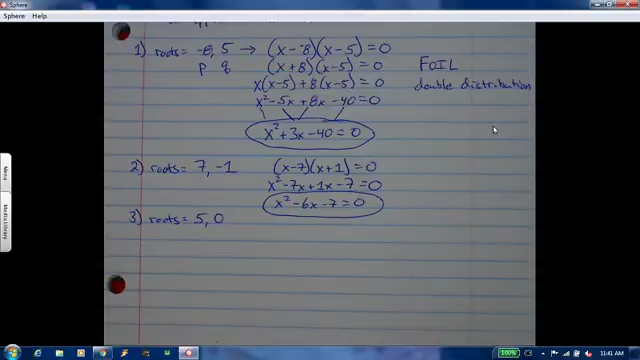 Sphere
Sphere Help
1) roots = -8, 5 → (x--8)(x-5)=0
p q (x+8)(x-5)=0
x(x-5)+8(x-5)=0
x²-5x+8x-40=0
x²+3x-40=0
FOIL
double distribution
2) roots = 7, -1 (x-7)(x+1)=0
x²-7x+1x-7=0
x²-6x-7=0
3) roots = 5, 0
Menu
Media Library
100%
11:41 AM